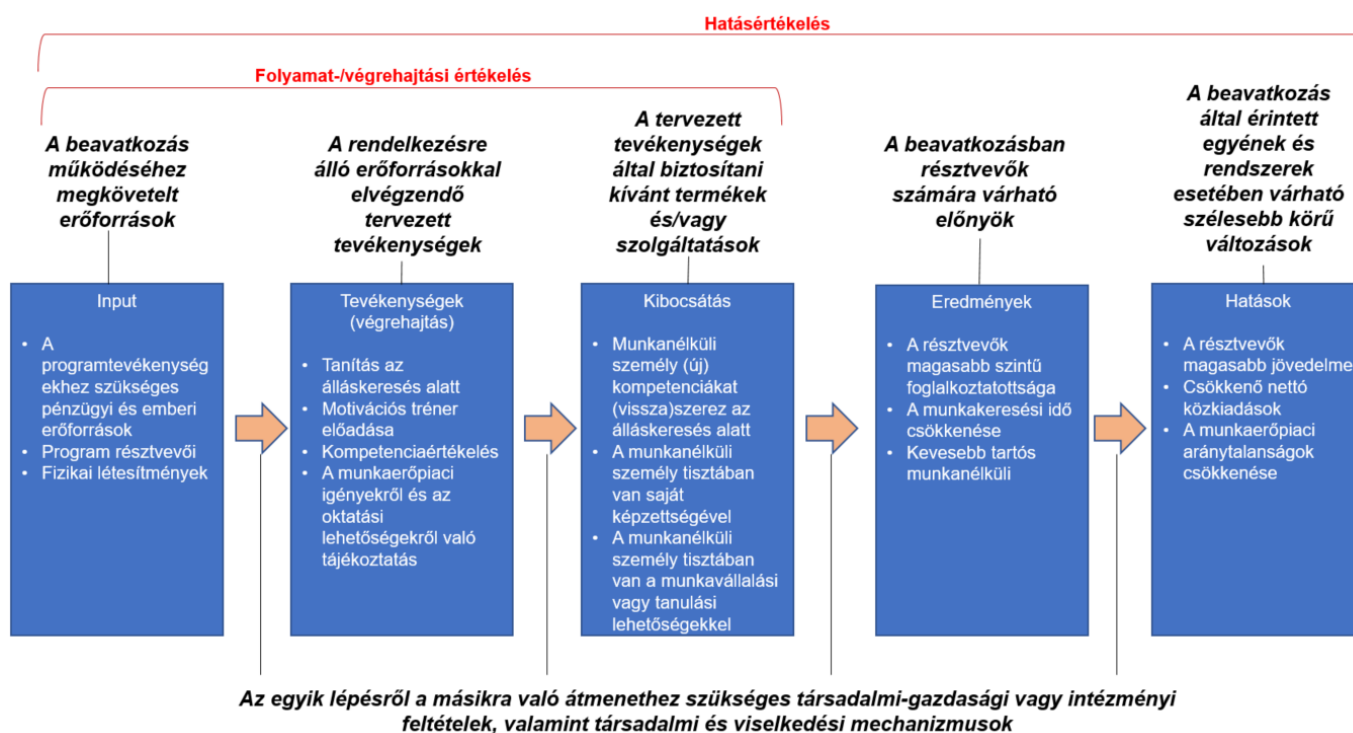 Hatásértékelés
Folyamat-/végrehajtási értékelés
A beavatkozás
működéséhez
megkövetelt
erőforrások
A rendelkezésre
álló erőforrásokkal
elvégzendő
tervezett
tevékenységek
A tervezett
tevékenységek
által biztosítani
kívánt termékek
és/vagy
szolgáltatások
A beavatkozásban
résztvevők
számára várható
előnyök
A beavatkozás
által érintett
egyének és
rendszerek
esetében várható
szélesebb körű
változások
Input
• A
programtevékenység
ekhez szükséges
pénzügyi és emberi
erőforrások
• Program résztvevői
• Fizikai létesítmények
Tevékenységek
(végrehajtás)
• Tanítás az
álláskeresés alatt
• Motivációs tréner
előadása
• Kompetenciaértékelés
• A munkaerőpiaci
igényekről és az
oktatási
lehetőségekről való
tájékoztatás
Kibocsátás
• Munkanélküli
személy (új)
kompetenciákat
(vissza)szerez az
álláskeresés alatt
• A munkanélküli
személy tisztában
van saját
képzettségével
• A munkanélküli
személy tisztában
van a munkavállalási
vagy tanulási
lehetőségekkel
Eredmények
• A résztvevők
magasabb szintű
foglalkoztatottsága
• A munkakeresési idő
csökkenése
• Kevesebb tartós
munkanélküli
Hatások
• A résztvevők
magasabb jövedelme
• Csökkenő nettó
közkiadások
• A munkaerőpiaci
aránytalanságok
csökkenése
Az egyik lépésről a másikra való átmenethez szükséges társadalmi-gazdasági vagy intézményi
feltételek, valamint társadalmi és viselkedési mechanizmusok